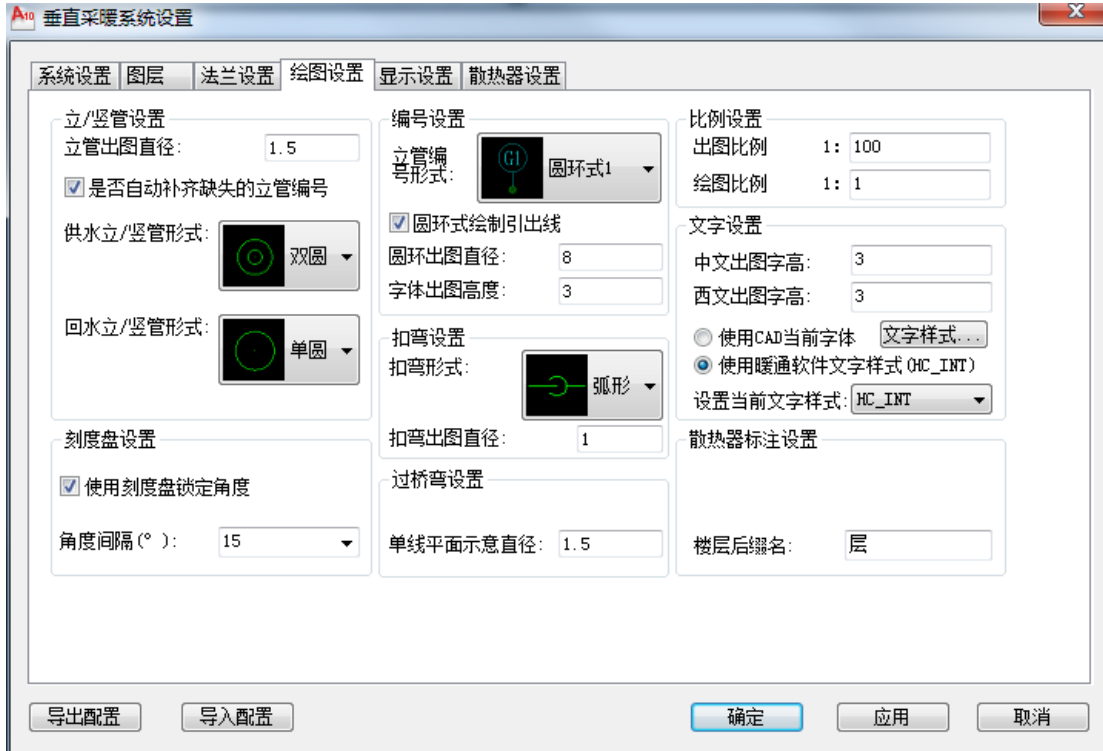 A10 垂直采暖系统设置
系统设置 图层 法兰设置 绘图设置 显示设置 散热器设置
立/竖管设置
立管出图直径: 1.5
是否自动补齐缺失的立管编号
供水立/竖管形式: 双圆
回水立/竖管形式: 单圆
刻度盘设置
使用刻度盘锁定角度
角度间隔(°): 15
编号设置
立管编
号形式: G1 圆环式1
圆环式绘制引出线
圆环出图直径: 8
字体出图高度: 3
扣弯设置
扣弯形式: 弧形
扣弯出图直径: 1
过桥弯设置
单线平面示意直径: 1.5
比例设置
出图比例 1: 100
绘图比例 1: 1
文字设置
中文出图字高: 3
西文出图字高: 3
使用CAD当前字体 文字样式...
使用暖通软件文字样式(HC_INT)
设置当前文字样式: HC_INT
散热器标注设置
楼层后缀名: 层
导出配置 导入配置 确定 应用 取消